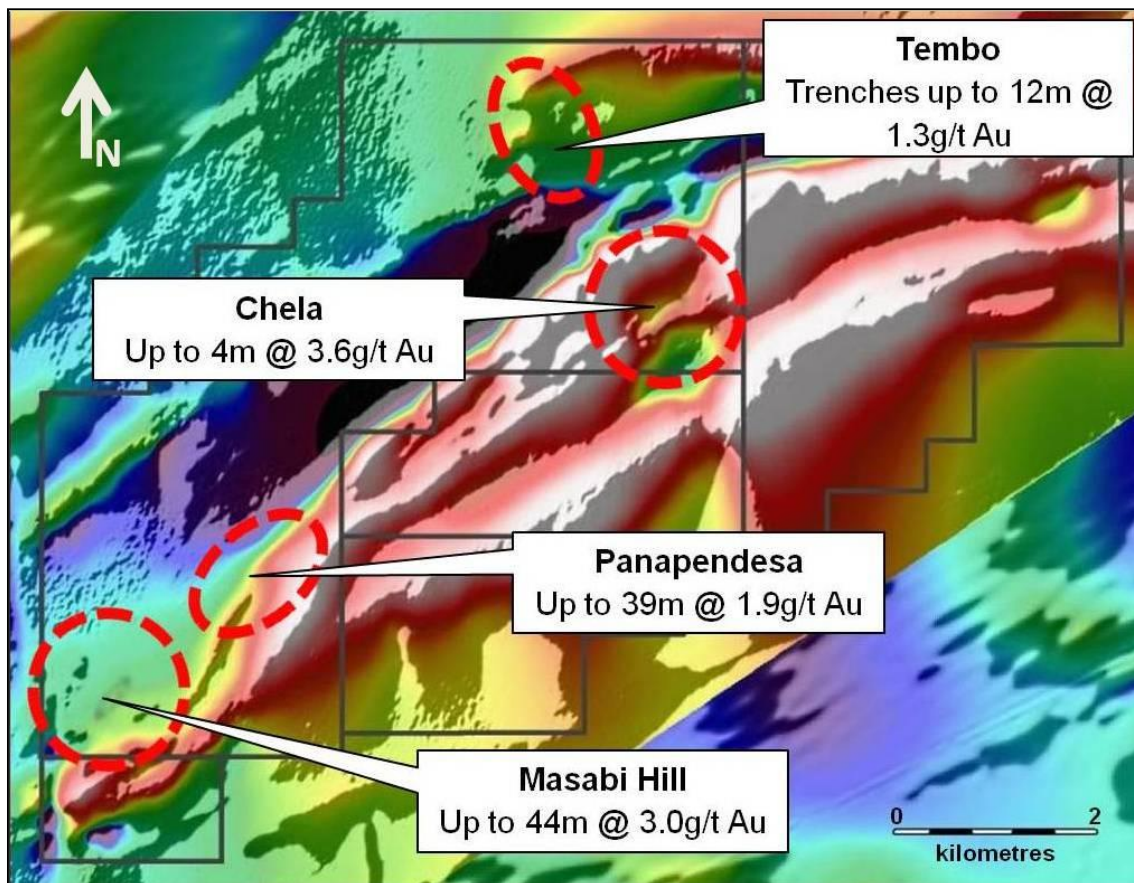 N
Tembo
Trenches up to 12m @
1.3g/t Au
Chela
Up to 4m @ 3.6g/t Au
Panapendesa
Up to 39m @ 1.9g/t Au
Masabi Hill
Up to 44m @ 3.0g/t Au
0 2
kilometres